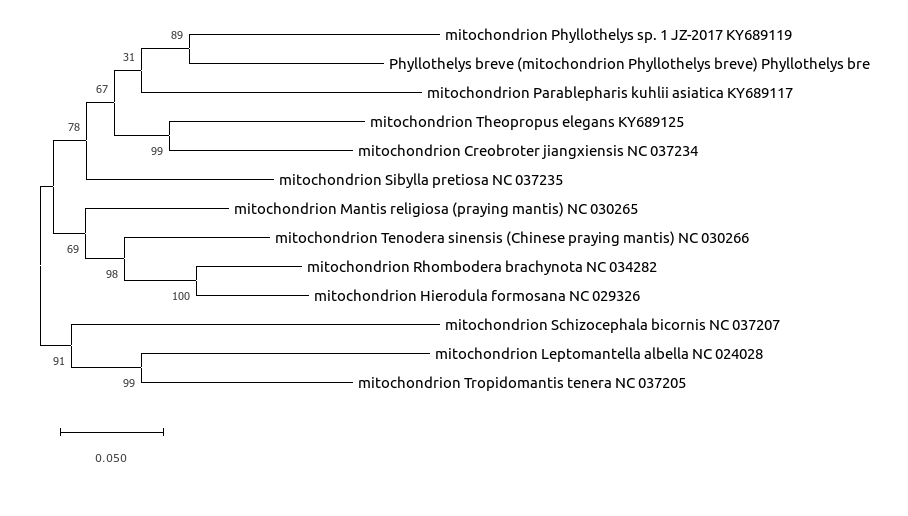 89
mitochondrion Phyllothelys sp. 1 JZ-2017 KY689119
31
Phyllothelys breve (mitochondrion Phyllothelys breve) Phyllothelys bre
67
mitochondrion Parablepharis kuhlii asiatica KY689117
78
mitochondrion Theopropus elegans KY689125
99
mitochondrion Creobroter jiangxiensis NC 037234
mitochondrion Sibylla pretiosa NC 037235
mitochondrion Mantis religiosa (praying mantis) NC 030265
69
mitochondrion Tenodera sinensis (Chinese praying mantis) NC 030266
98
mitochondrion Rhombodera brachynota NC 034282
100
mitochondrion Hierodula formosana NC 029326
mitochondrion Schizocephala bicornis NC 037207
91
mitochondrion Leptomantella albella NC 024028
99
mitochondrion Tropidomantis tenera NC 037205
0.050